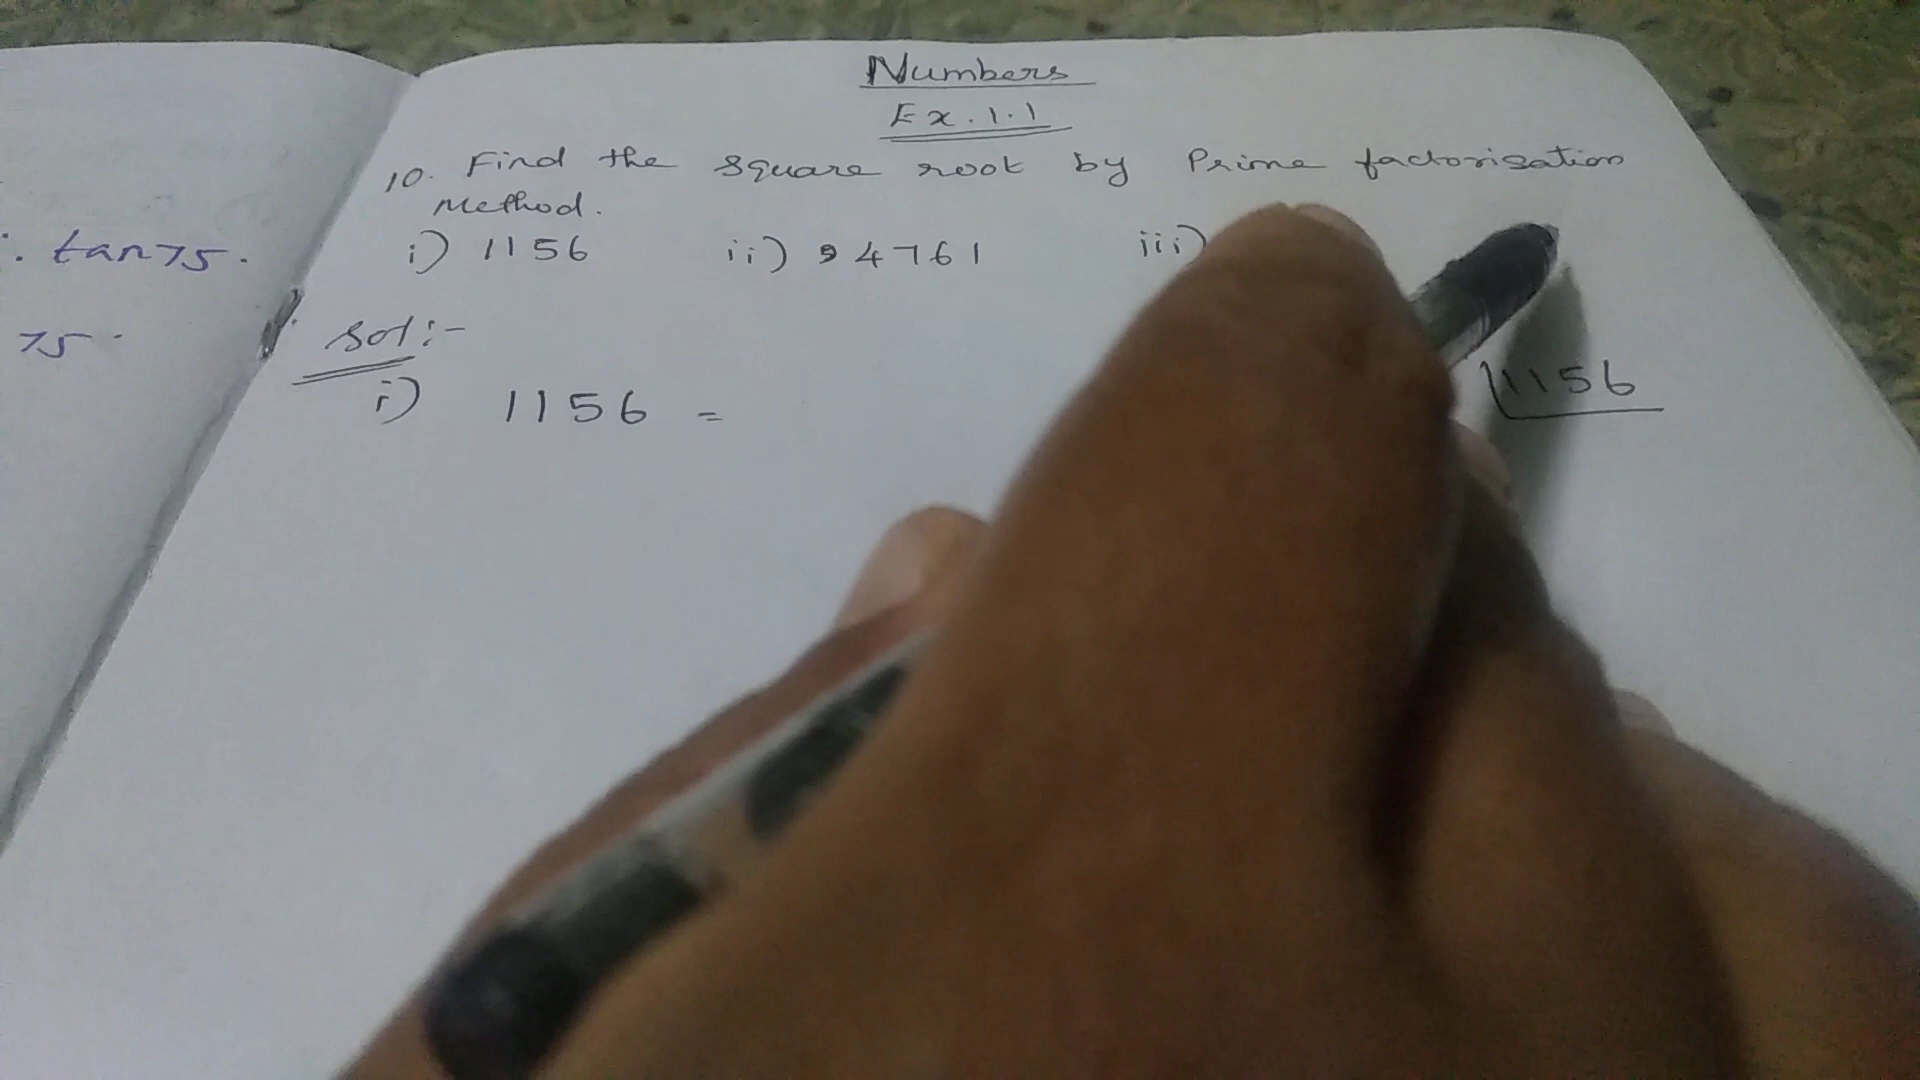 Numbers
Ex. 1.1
10. Find the square root by Prime factorisation
Method.
i) 1156 ii) 94761 iii)
. tan75.
Sol:-
75.
i) 1156 =
1156